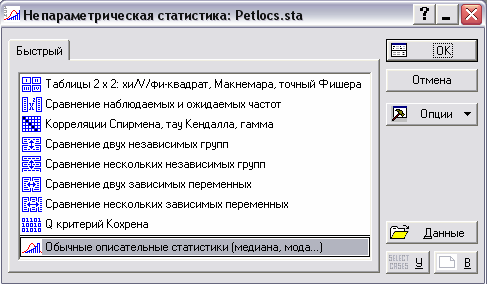 Непараметрическая статистика: Petlocs.sta
?
Быстрый
OK
Таблицы 2 x 2: хи/V/фи-квадрат, Макнемара, точный Фишера
Отмена
Сравнение наблюдаемых и ожидаемых частот
Корреляции Спирмена, тау Кендалла, гамма
Опции
Сравнение двух независимых групп
Сравнение нескольких независимых групп
Сравнение двух зависимых переменных
Сравнение нескольких зависимых переменных
Q критерий Кохрена
Данные
Обычные описательные статистики (медиана, мода...)
SELECT CASES У
В